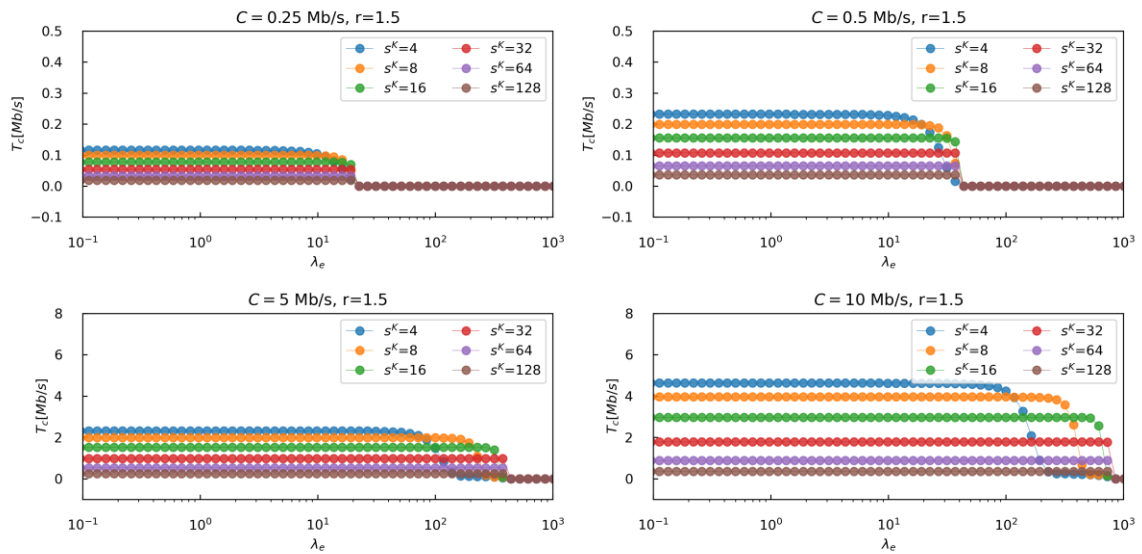 C = 0.25 Mb/s, r=1.5
T_c[Mb/s]
0.5
0.4
0.3
0.2
0.1
0.0
−0.1
s^K=4 s^K=32
s^K=8 s^K=64
s^K=16 s^K=128
10^-1 10^0 10^1 10^2 10^3
λ_e
C = 0.5 Mb/s, r=1.5
T_c[Mb/s]
0.5
0.4
0.3
0.2
0.1
0.0
−0.1
s^K=4 s^K=32
s^K=8 s^K=64
s^K=16 s^K=128
10^-1 10^0 10^1 10^2 10^3
λ_e
C = 5 Mb/s, r=1.5
T_c[Mb/s]
8
6
4
2
0
s^K=4 s^K=32
s^K=8 s^K=64
s^K=16 s^K=128
10^-1 10^0 10^1 10^2 10^3
λ_e
C = 10 Mb/s, r=1.5
T_c[Mb/s]
8
6
4
2
0
s^K=4 s^K=32
s^K=8 s^K=64
s^K=16 s^K=128
10^-1 10^0 10^1 10^2 10^3
λ_e